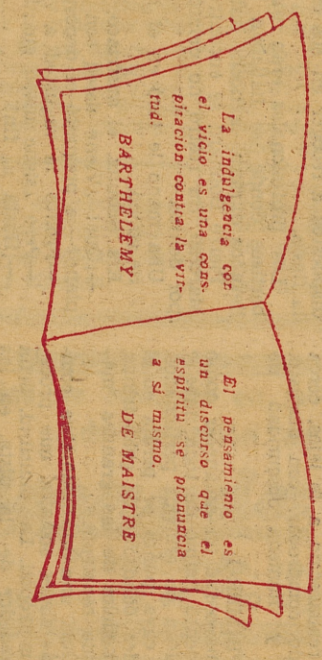 La indulgencia con
el vicio es una cons-
piración contra la vir-
tud.
BARTHELEMY
El pensamiento es
un discurso que el
espíritu se pronuncia
a sí mismo.
DE MAISTRE